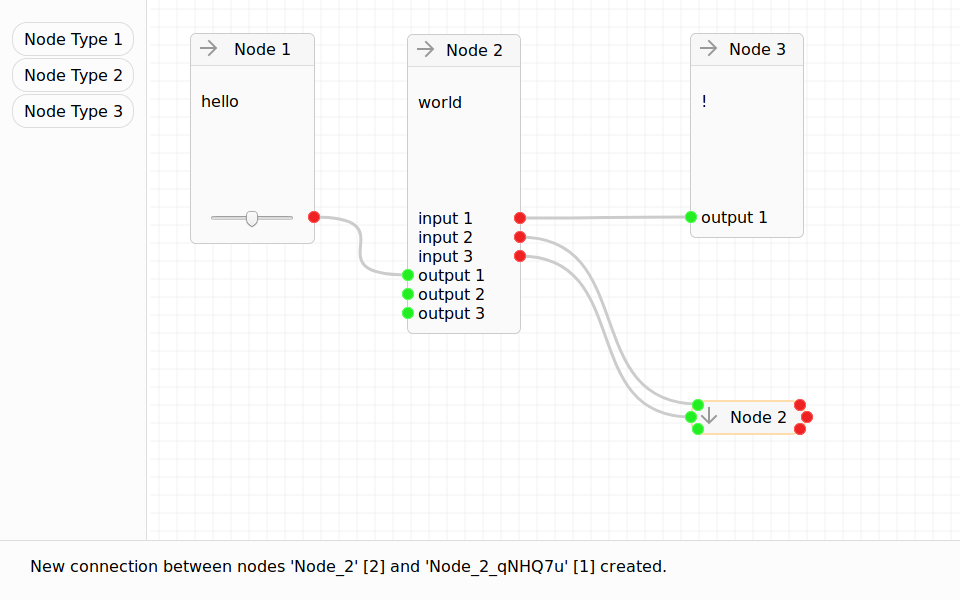 Node Type 1
Node Type 2
Node Type 3
Node 1
hello
Node 2
world
input 1
input 2
input 3
output 1
output 2
output 3
Node 3
!
output 1
Node 2
New connection between nodes 'Node_2' [2] and 'Node_2_qNHQ7u' [1] created.